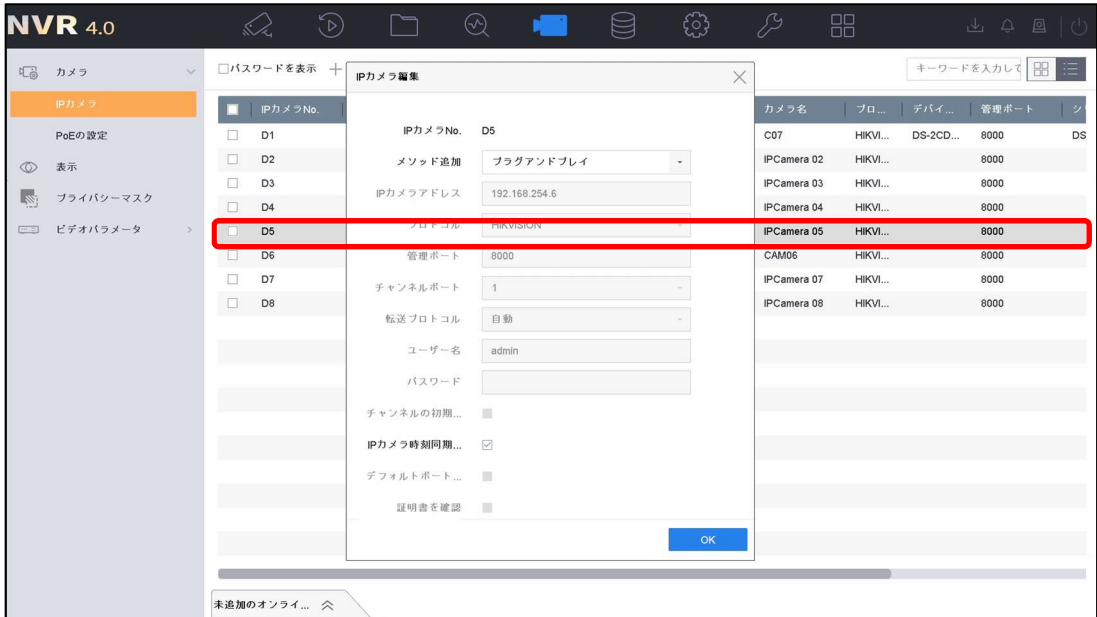 NVR 4.0
カメラ
IPカメラ
PoEの設定
表示
プライバシーマスク
ビデオパラメータ
パスワードを表示
キーワードを入力して
IPカメラNo.
カメラ名
プロ...
デバイ...
管理ポート
シリ
D1
C07
HIKVI...
DS-2CD...
8000
DS
D2
IPCamera 02
HIKVI...
8000
D3
IPCamera 03
HIKVI...
8000
D4
IPCamera 04
HIKVI...
8000
D5
IPCamera 05
HIKVI...
8000
D6
CAM06
HIKVI...
8000
D7
IPCamera 07
HIKVI...
8000
D8
IPCamera 08
HIKVI...
8000
IPカメラ編集
IPカメラNo. D5
メソッド追加 プラグアンドプレイ
IPカメラアドレス 192.168.254.6
プロトコル HIKVISION
管理ポート 8000
チャンネルポート 1
転送プロトコル 自動
ユーザー名 admin
パスワード
チャンネルの初期...
IPカメラ時刻同期...
デフォルトポート...
証明書を確認
OK
未追加のオンライ...